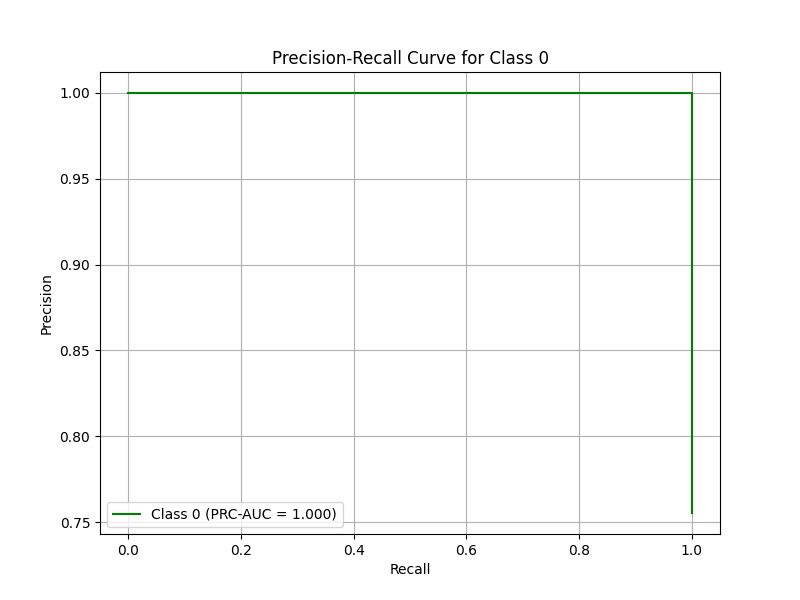 Precision-Recall Curve for Class 0
Precision
1.00
0.95
0.90
0.85
0.80
0.75
Class 0 (PRC-AUC = 1.000)
0.0 0.2 0.4 0.6 0.8 1.0
Recall